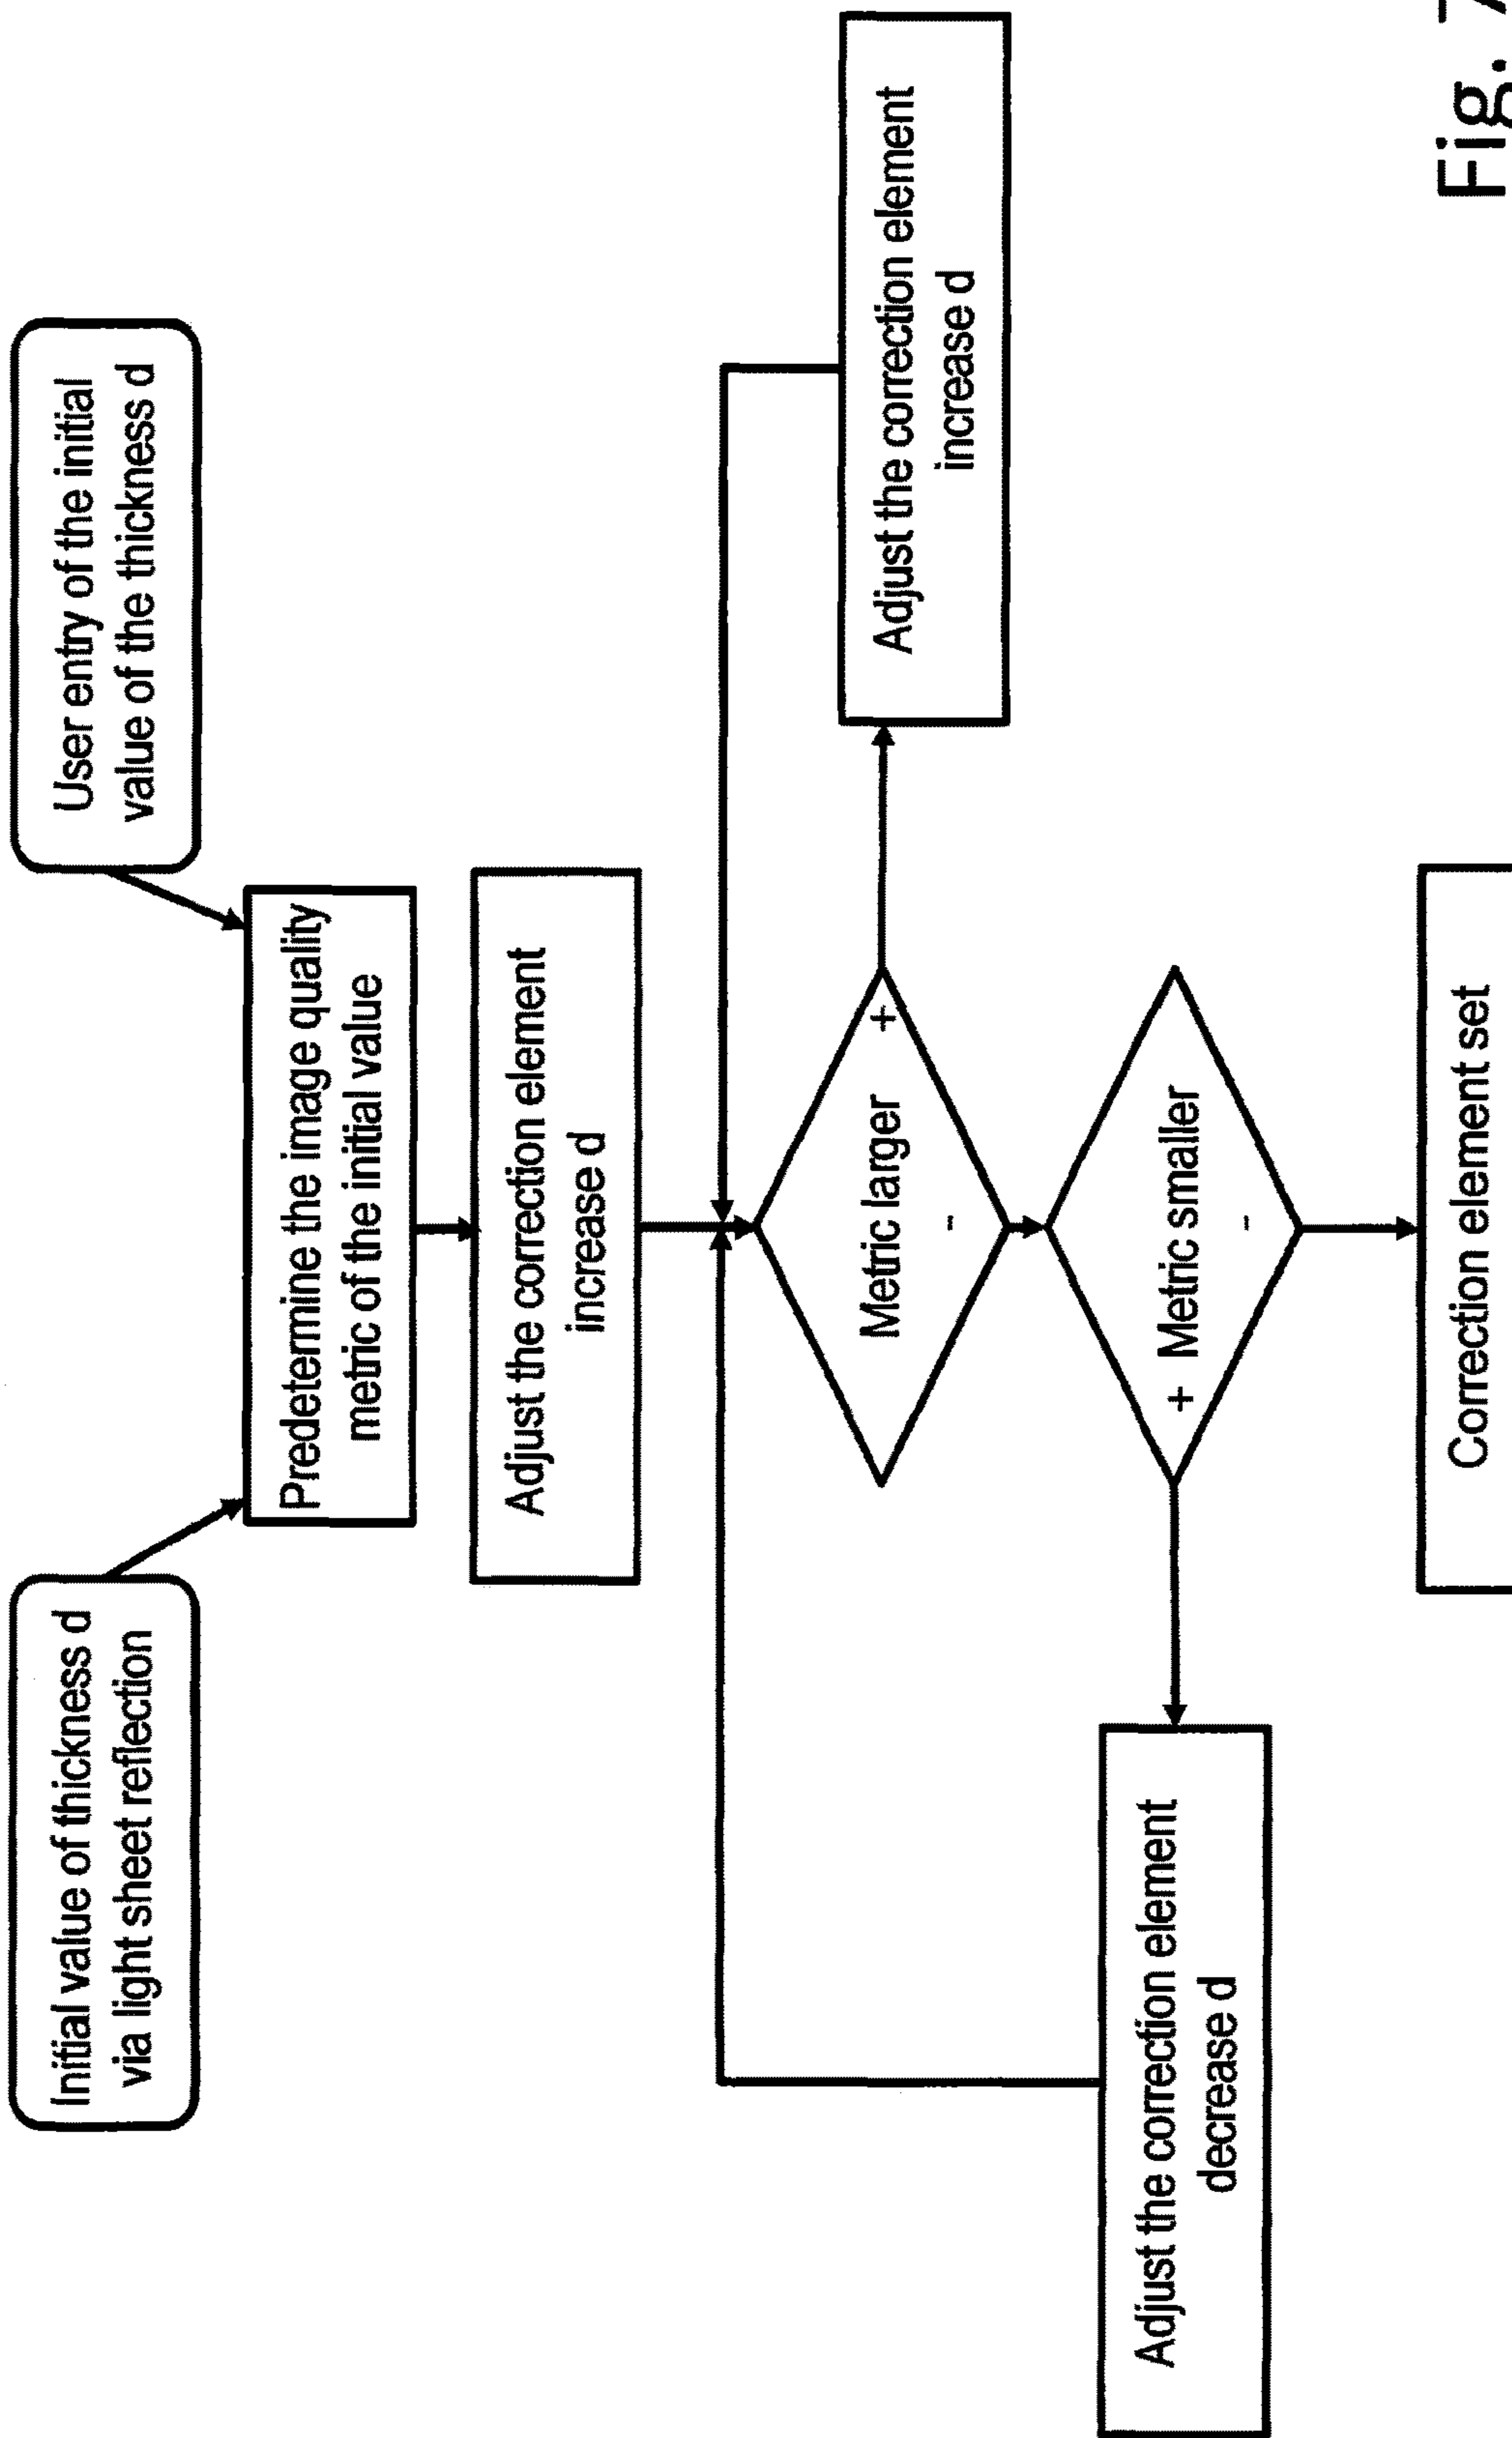 Initial value of thickness d
via light sheet reflection
User entry of the initial
value of the thickness d
Predetermine the image quality
metric of the initial value
Adjust the correction element
increase d
Metric larger
+
-
Adjust the correction element
increase d
+ Metric smaller
-
Adjust the correction element
decrease d
Correction element set
Fig. 7